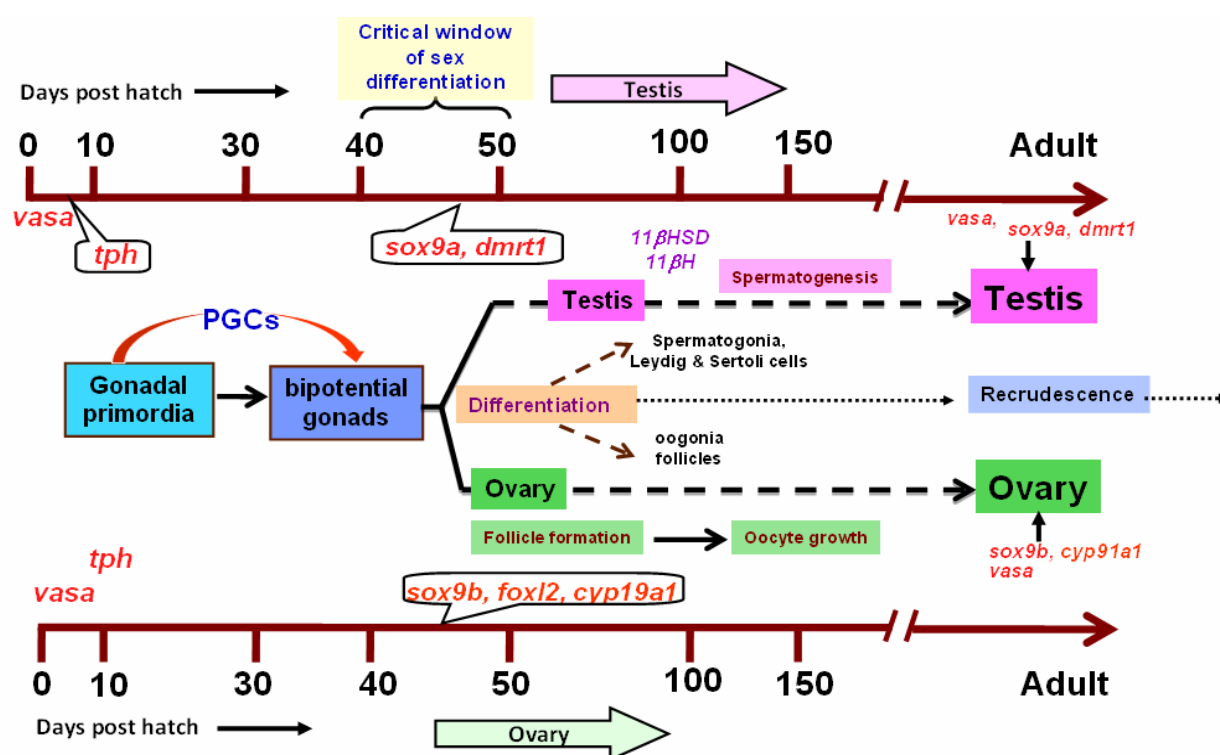 Critical window
of sex
differentiation
Days post hatch
Testis
0 10 30 40 50 100 150 Adult
vasa
tph
sox9a, dmrt1
vasa,
sox9a, dmrt1
11βHSD
11βH
Spermatogenesis
Testis
Testis
PGCs
Spermatogonia,
Leydig & Sertoli cells
Gonadal
primordia
bipotential
gonads
Differentiation
Recrudescence
oogonia
follicles
Ovary
Ovary
Follicle formation
Oocyte growth
sox9b, cyp91a1
vasa
tph
vasa
sox9b, foxl2, cyp19a1
0 10 30 40 50 100 150 Adult
Days post hatch
Ovary